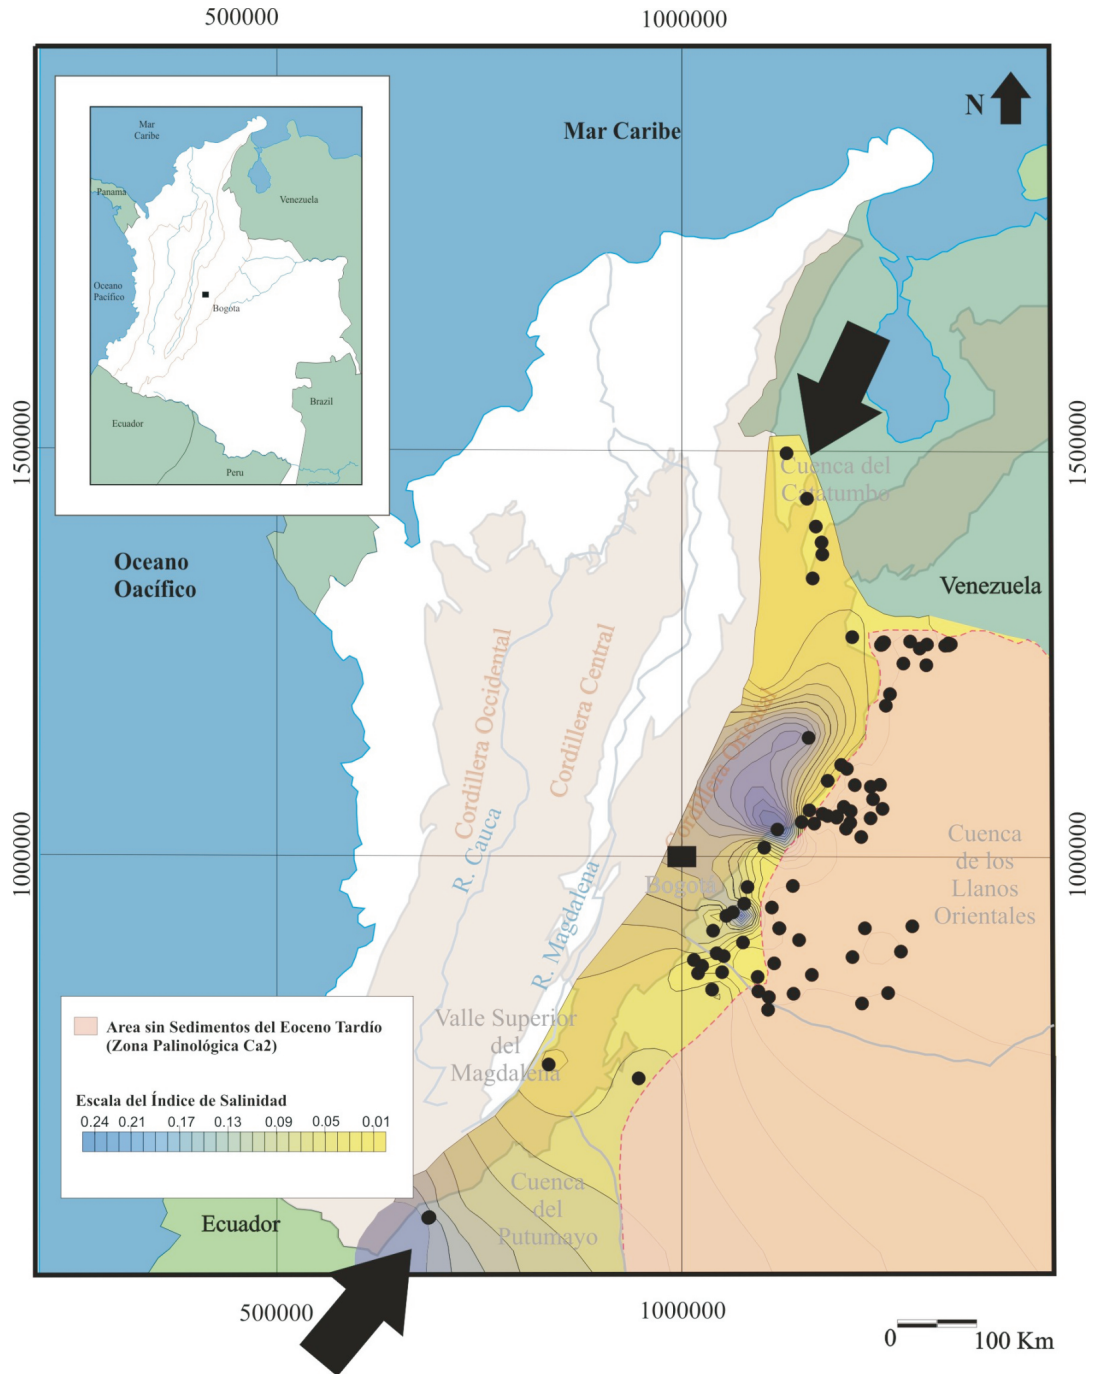 500000
1000000
N
Mar Caribe
Mar
Caribe
Panama
Venezuela
Oceano
Pacífico
Bogota
Brazil
Ecuador
Peru
1500000
1500000
Cuenca del
Catatumbo
Oceano
Oacífico
Venezuela
Cordillera Occidental
Cordillera Central
Cordillera Oriental
R. Cauca
R. Magdalena
1000000
1000000
Bogotá
Cuenca
de los
Llanos
Orientales
Valle Superior
del
Magdalena
Area sin Sedimentos del Eoceno Tardío
(Zona Palinológica Ca2)
Escala del Índice de Salinidad
0.24 0.21 0.17 0.13 0.09 0.05 0.01
Cuenca
del
Putumayo
Ecuador
500000
1000000
0 100 Km